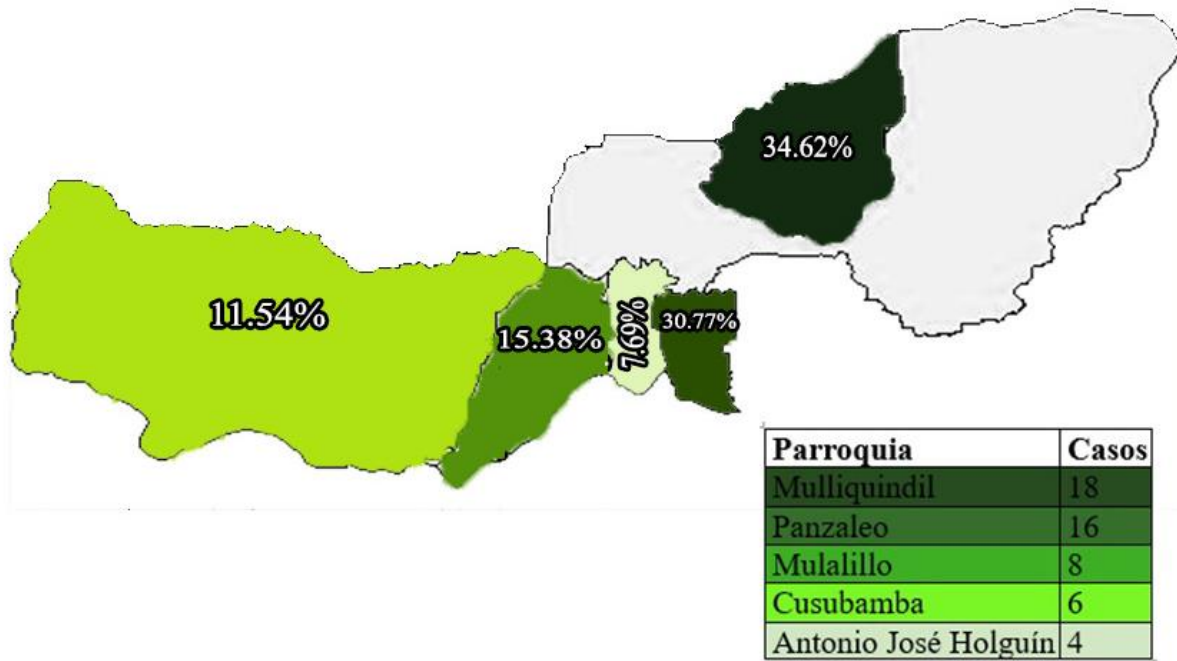 34.62%
11.54%
15.38%
7.69%
30.77%
Parroquia Casos
Mulliquindil 18
Panzaleo 16
Mulalillo 8
Cusubamba 6
Antonio José Holguín 4